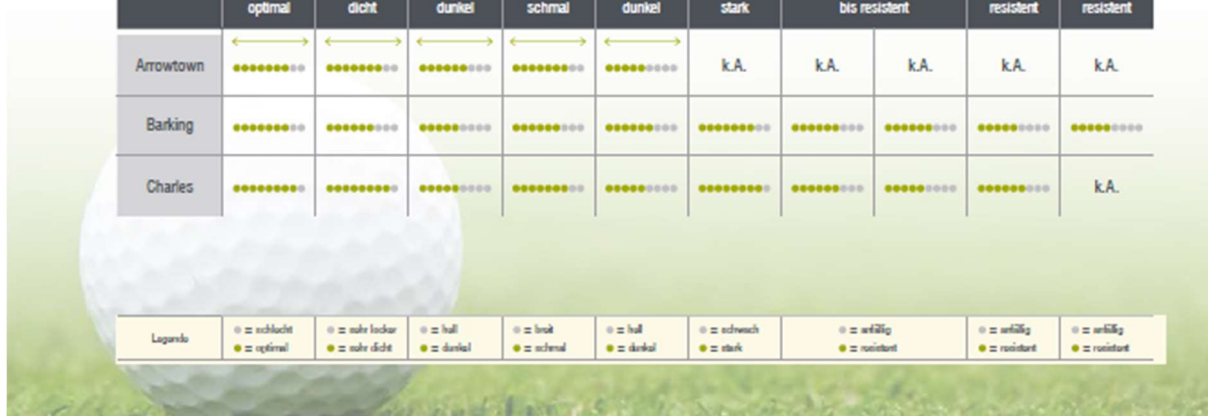 optimal dicht dunkel schmal dunkel stark bis resistent resistent resistent
Arrowtown k.A. k.A. k.A. k.A. k.A.
Barking
Charles k.A.
Legende = schlecht = sehr locker = hell = breit = hell = schwach = anfällig = anfällig = anfällig
= optimal = sehr dicht = dunkel = schmal = dunkel = stark = resistent = resistent = resistent